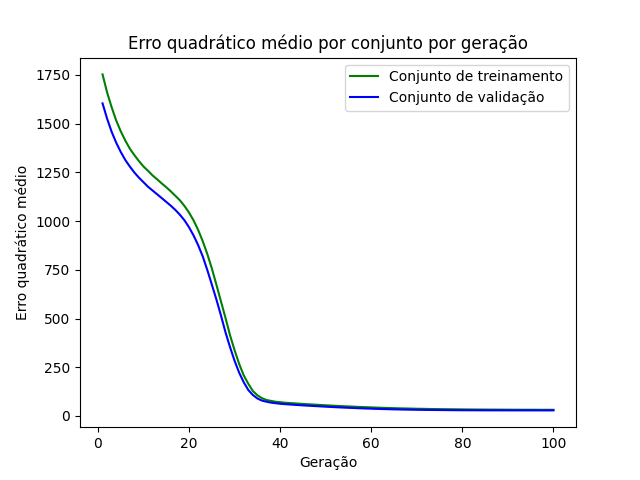 Erro quadrático médio por conjunto por geração
Conjunto de treinamento
Conjunto de validação
Erro quadrático médio
1750
1500
1250
1000
750
500
250
0
0 20 40 60 80 100
Geração